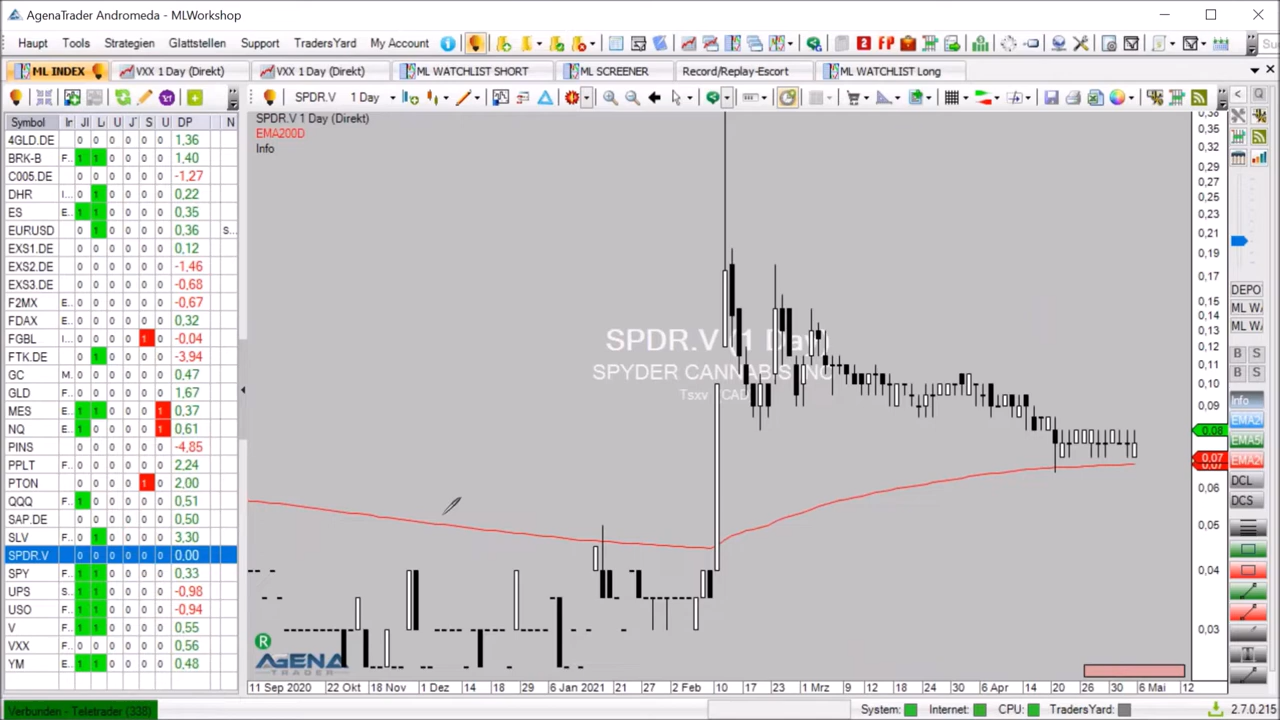 AgenaTrader Andromeda - MLWorkshop
Haupt Tools Strategien Glattstellen Support TradersYard My Account
ML INDEX VXX 1 Day (Direkt) VXX 1 Day (Direkt) ML WATCHLIST SHORT ML SCREENER Record/Replay-Escort ML WATCHLIST Long
SPDR.V 1 Day
Symbol Ir JI L U J S U DP N
SPDR.V 1 Day (Direkt)
EMA200D
Info
4GLD.DE 0 0 0 0 0 0 1,36
BRK-B F.. 1 1 0 0 0 0 1,40
C005.DE 0 0 0 0 0 0 -1,27
DHR I... 0 1 0 0 0 0 0,22
ES E.. 1 1 0 0 0 0 0,35
EURUSD 0 1 0 0 0 0 0,36 S...
EXS1.DE 0 0 0 0 0 0 0,12
EXS2.DE 0 0 0 0 0 0 -1,46
EXS3.DE 0 0 0 0 0 0 -0,68
F2MX E.. 0 0 0 0 0 0 -0,67
FDAX E.. 0 0 0 0 0 0 0,32
FGBL I... 0 0 0 0 1 0 -0,04
FTK.DE 0 1 0 0 0 0 -3,94
GC M.. 0 0 0 0 0 0 0,47
GLD F.. 0 0 0 0 0 0 1,67
MES E.. 1 1 0 0 0 1 0,37
NQ E.. 1 0 0 0 0 1 0,61
PINS 0 0 0 0 0 0 -4,85
PPLT F.. 0 0 0 0 0 0 2,24
PTON 0 0 0 0 1 0 2,00
QQQ F.. 1 0 0 0 0 0 0,51
SAP.DE 0 0 0 0 0 0 0,50
SLV F.. 0 1 0 0 0 0 3,30
SPDR.V 0 0 0 0 0 0 0,00
SPY F.. 1 1 0 0 0 0 0,33
UPS S... 1 1 0 0 0 0 -0,98
USO F.. 1 1 0 0 0 0 -0,94
V F.. 1 1 0 0 0 0 0,55
VXX F.. 0 0 0 0 0 0 0,56
YM E.. 1 1 0 0 0 0 0,48
SPDR.V (1 Day)
SPYDER CANNABIS INC
Tsxv CAD
0,36
0,35
0,32
0,29
0,27
0,25
0,23
0,21
0,19
0,17
0,15
0,14
0,13
0,12
0,11
0,10
0,09
0,08
0,07
0,06
0,05
0,04
0,03
DEPO
ML W
ML W
B S
B S
Info
EMA2
EMA5
EMA2
DCL
DCS
R
AGENA
TRADER
11 Sep 2020 22 Okt 18 Nov 1 Dez 14 18 29 6 Jan 2021 21 27 2 Feb 10 17 23 1 Mrz 9 12 18 24 30 6 Apr 14 20 26 30 6 Mai 12
Verbunden - Teletrader (338) System: Internet: CPU: TradersYard: 2.7.0.215